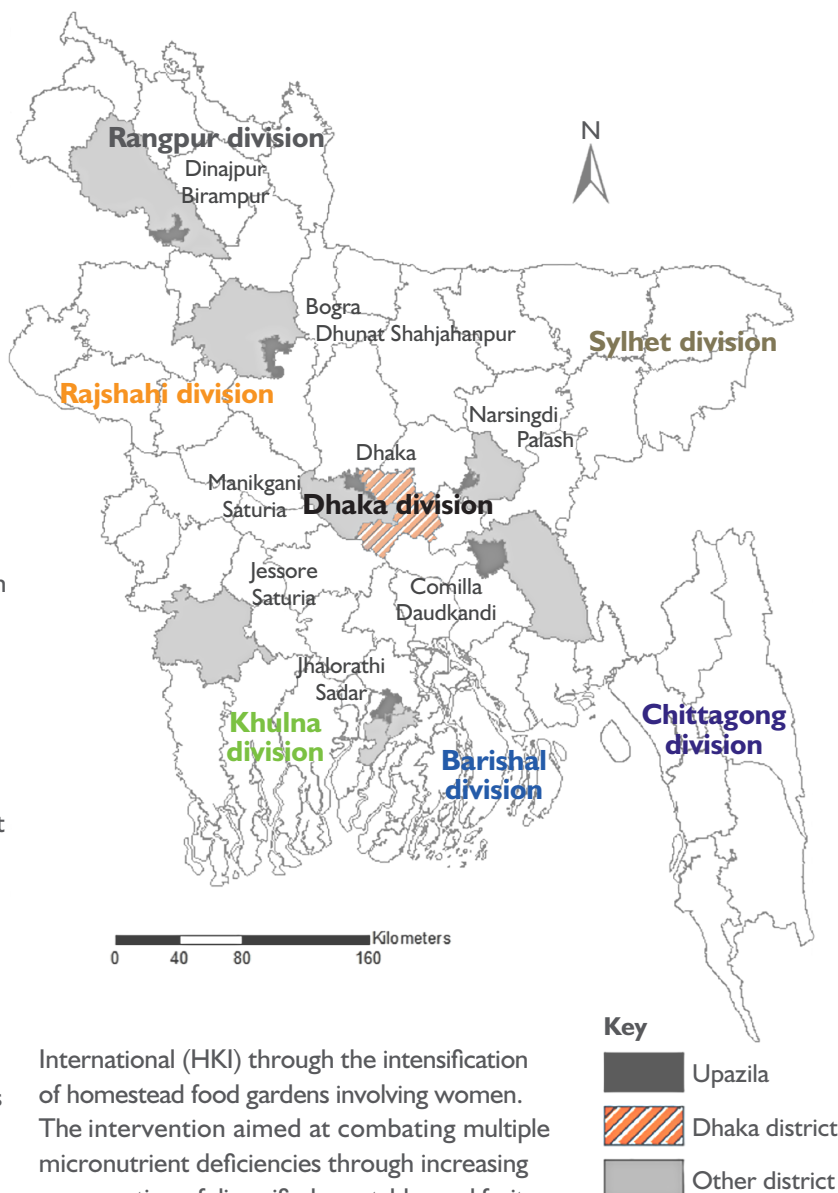 Rangpur division
Dinajpur
Birampur
N
Bogra
Dhunat Shahjahanpur
Sylhet division
Rajshahi division
Narsingdi
Palash
Dhaka
Manikgani
Saturia
Dhaka division
Jessore
Saturia
Comilla
Daudkandi
Jhalorathi
Sadar
Khulna
division
Chittagong
division
Barishal
division
Kilometers
0 40 80 160
Key
Upazila
Dhaka district
Other district
International (HKI) through the intensification
of homestead food gardens involving women.
The intervention aimed at combating multiple
micronutrient deficiencies through increasing